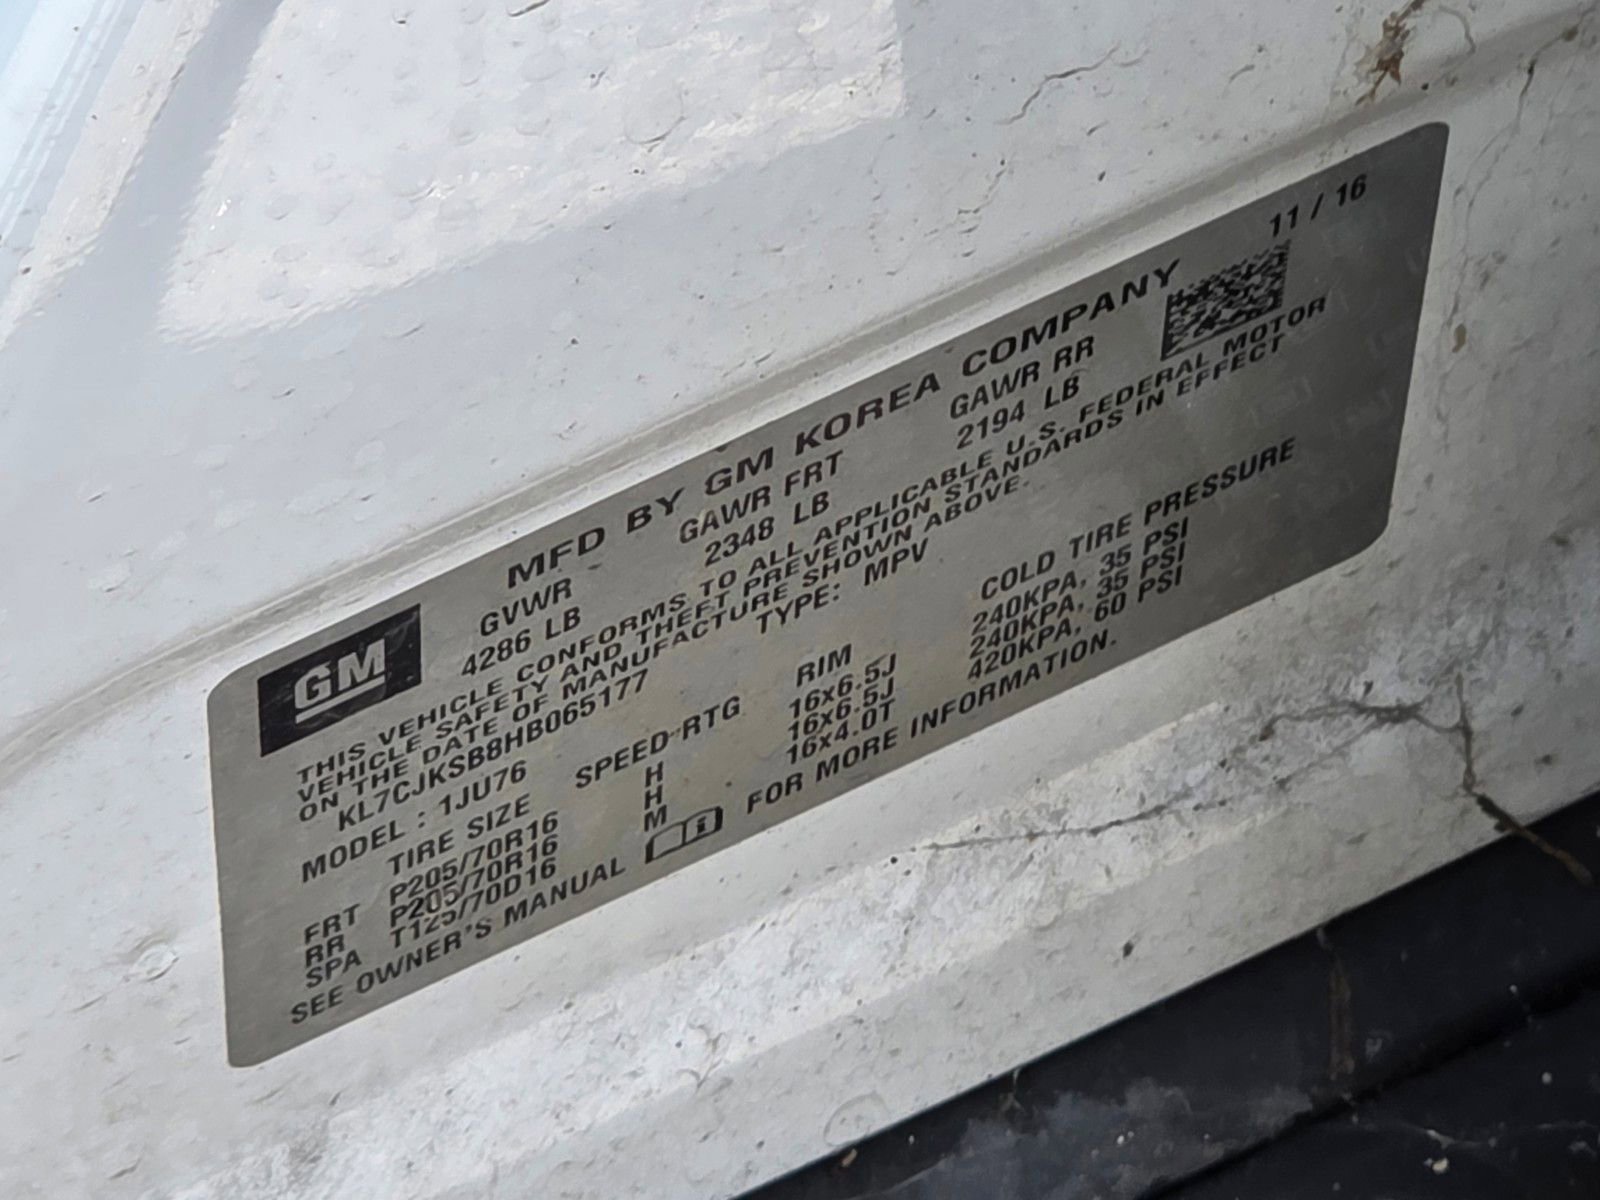 11 / 16
GM
MFD BY GM KOREA COMPANY
GVWR GAWR FRT GAWR RR
4286 LB 2348 LB 2194 LB
THIS VEHICLE CONFORMS TO ALL APPLICABLE U.S. FEDERAL MOTOR
VEHICLE SAFETY AND THEFT PREVENTION STANDARDS IN EFFECT
ON THE DATE OF MANUFACTURE SHOWN ABOVE.
KL7CJKSB8HB065177 TYPE: MPV
MODEL : 1JU76
TIRE SIZE SPEED-RTG RIM COLD TIRE PRESSURE
FRT P205/70R16 H 16x6.5J 240KPA, 35 PSI
RR P205/70R16 H 16x6.5J 240KPA, 35 PSI
SPA T125/70D16 M 16x4.0T 420KPA, 60 PSI
SEE OWNER'S MANUAL FOR MORE INFORMATION.